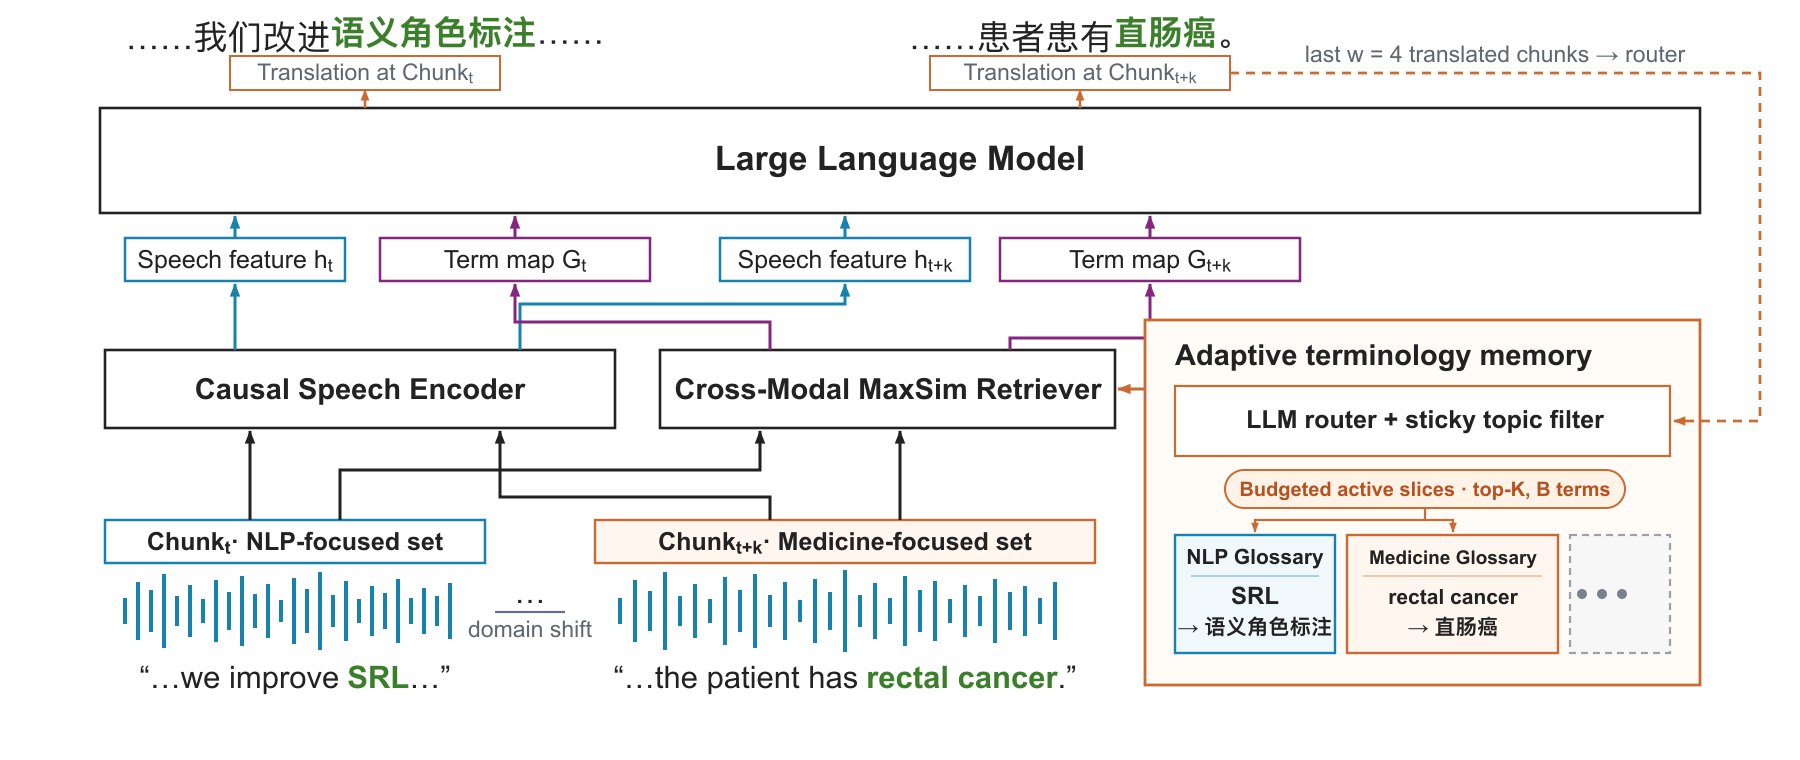 ……我们改进语义角色标注……
Translation at Chunkt
……患者患有直肠癌。
Translation at Chunkt+k
last w = 4 translated chunks → router
Large Language Model
Speech feature ht
Term map Gt
Speech feature ht+k
Term map Gt+k
Causal Speech Encoder
Cross-Modal MaxSim Retriever
Adaptive terminology memory
LLM router + sticky topic filter
Budgeted active slices · top-K, B terms
NLP Glossary
SRL
→ 语义角色标注
Medicine Glossary
rectal cancer
→ 直肠癌
Chunkt· NLP-focused set
Chunkt+k· Medicine-focused set
…
domain shift
“…we improve SRL…”
“…the patient has rectal cancer.”